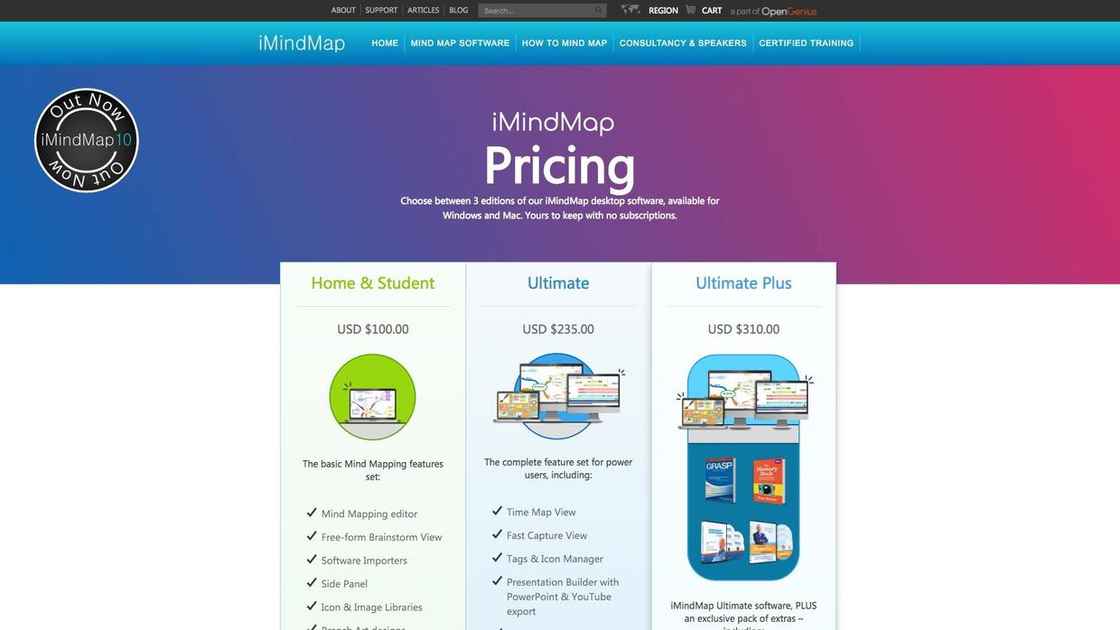 ABOUT SUPPORT ARTICLES BLOG Search... REGION CART a part of OpenGenius
iMindMap HOME MIND MAP SOFTWARE HOW TO MIND MAP CONSULTANCY & SPEAKERS CERTIFIED TRAINING
Out Now
iMindMap10
Out Now
iMindMap
Pricing
Choose between 3 editions of our iMindMap desktop software, available for
Windows and Mac. Yours to keep with no subscriptions.
Home & Student
USD $100.00
The basic Mind Mapping features
set:
Mind Mapping editor
Free-form Brainstorm View
Software Importers
Side Panel
Icon & Image Libraries
Branch Art designs
Ultimate
USD $235.00
The complete feature set for power
users, including:
Time Map View
Fast Capture View
Tags & Icon Manager
Presentation Builder with
PowerPoint & YouTube
export
Ultimate Plus
USD $310.00
GRASP
iMindMap Ultimate software, PLUS
an exclusive pack of extras –
including: